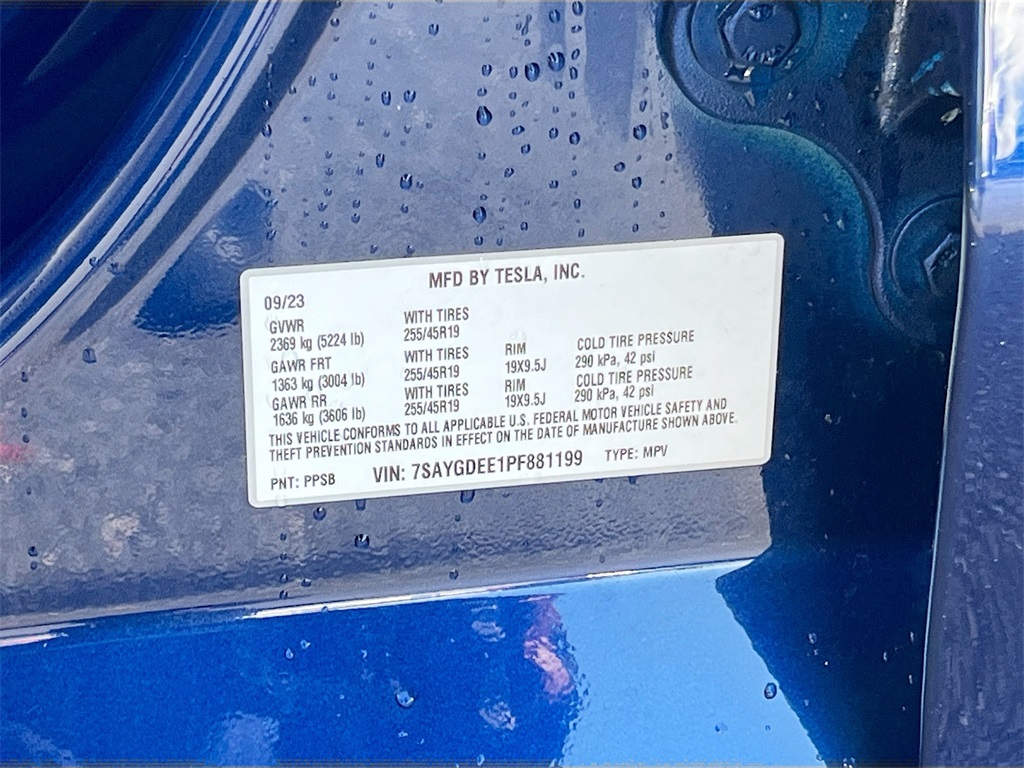 MFD BY TESLA, INC.
09/23
GVWR WITH TIRES
2369 kg (5224 lb) 255/45R19
GAWR FRT WITH TIRES RIM COLD TIRE PRESSURE
1363 kg (3004 lb) 255/45R19 19X9.5J 290 kPa, 42 psi
GAWR RR WITH TIRES RIM COLD TIRE PRESSURE
1636 kg (3606 lb) 255/45R19 19X9.5J 290 kPa, 42 psi
THIS VEHICLE CONFORMS TO ALL APPLICABLE U.S. FEDERAL MOTOR VEHICLE SAFETY AND
THEFT PREVENTION STANDARDS IN EFFECT ON THE DATE OF MANUFACTURE SHOWN ABOVE.
PNT: PPSB VIN: 7SAYGDEE1PF881199 TYPE: MPV